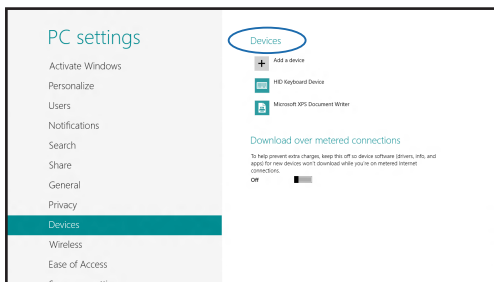 PC settings
Activate Windows
Personalize
Users
Notifications
Search
Share
General
Privacy
Devices
Wireless
Ease of Access
Devices
Add a device
HID Keyboard Device
Microsoft XPS Document Writer
Download over metered connections
To help prevent extra charges, keep this off so device software (drivers, info, and
apps) for new devices won't download while you're on metered Internet
connections.
Off